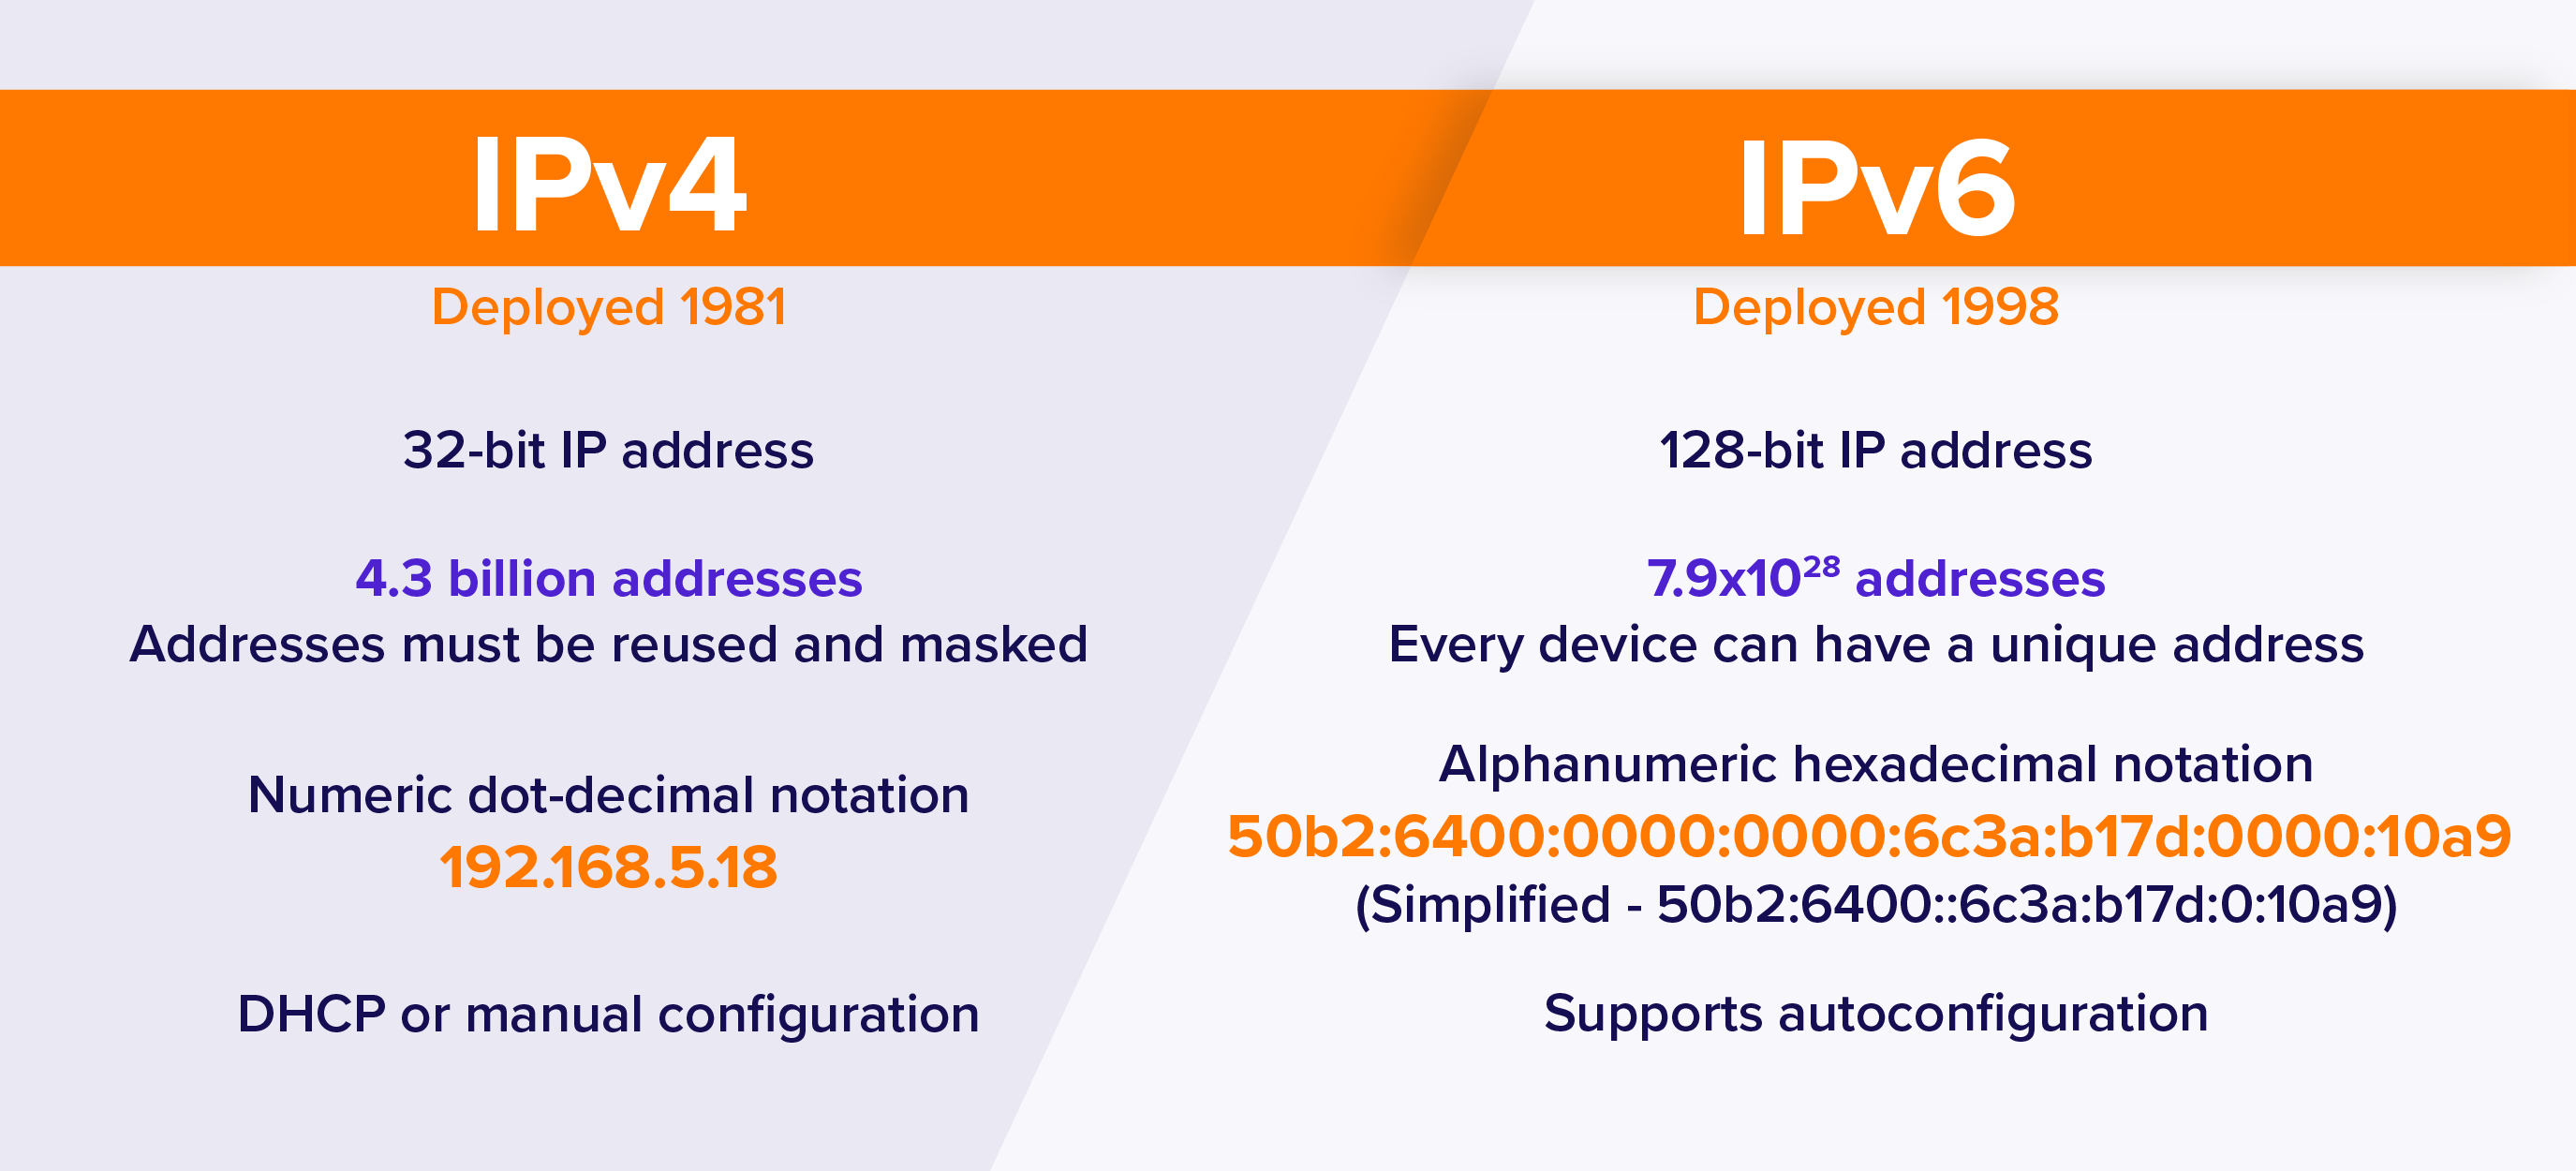 IPv4
Deployed 1981
32-bit IP address
4.3 billion addresses
Addresses must be reused and masked
Numeric dot-decimal notation
192.168.5.18
DHCP or manual configuration
IPv6
Deployed 1998
128-bit IP address
7.9x10²⁸ addresses
Every device can have a unique address
Alphanumeric hexadecimal notation
50b2:6400:0000:0000:6c3a:b17d:0000:10a9
(Simplified - 50b2:6400::6c3a:b17d:0:10a9)
Supports autoconfiguration